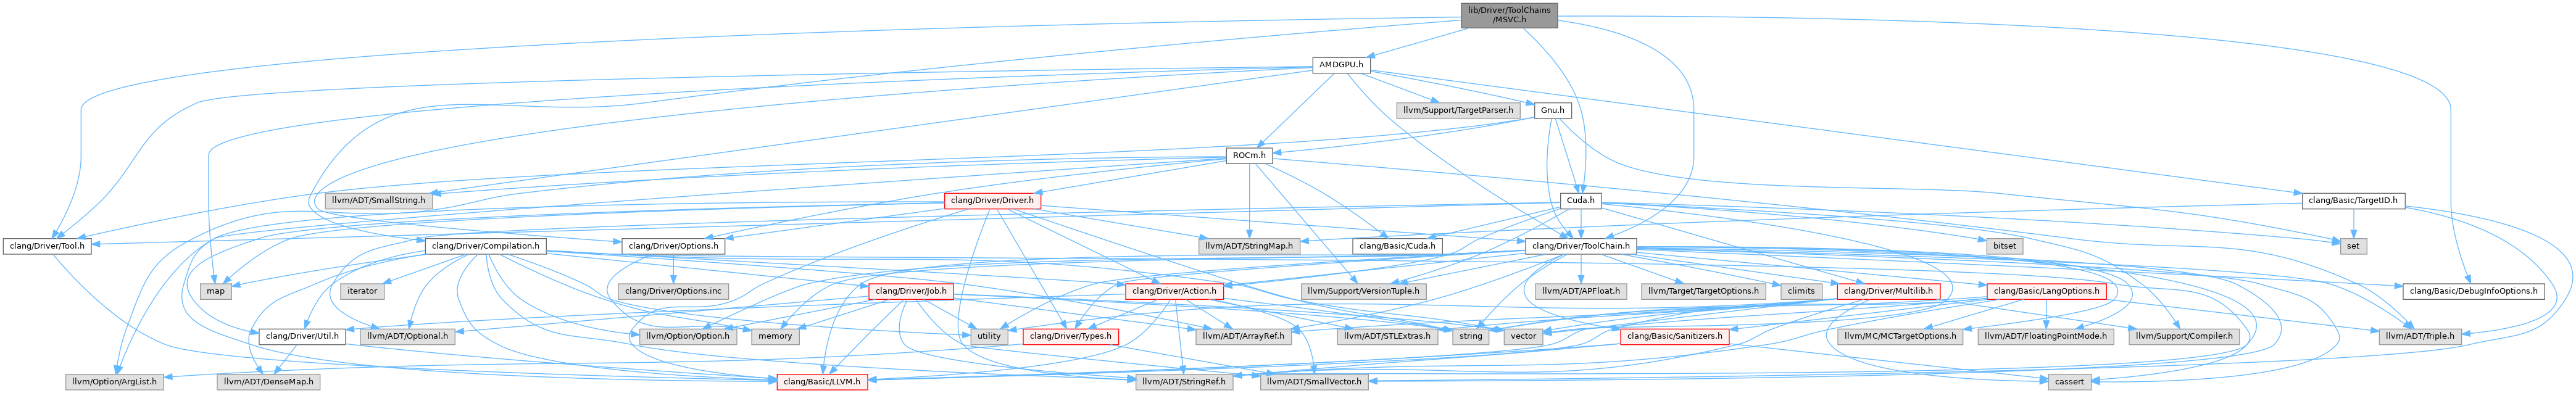 lib/Driver/ToolChains
/MSVC.h
AMDGPU.h
llvm/Support/TargetParser.h
Gnu.h
ROCm.h
llvm/ADT/SmallString.h
clang/Driver/Driver.h
Cuda.h
clang/Basic/TargetID.h
clang/Driver/Tool.h
clang/Driver/Compilation.h
clang/Driver/Options.h
llvm/ADT/StringMap.h
clang/Basic/Cuda.h
clang/Driver/ToolChain.h
bitset
set
map
iterator
clang/Driver/Options.inc
clang/Driver/Job.h
clang/Driver/Action.h
llvm/Support/VersionTuple.h
llvm/ADT/APFloat.h
llvm/Target/TargetOptions.h
climits
clang/Driver/Multilib.h
clang/Basic/LangOptions.h
clang/Basic/DebugInfoOptions.h
clang/Driver/Util.h
llvm/ADT/Optional.h
llvm/Option/Option.h
memory
utility
clang/Driver/Types.h
llvm/ADT/ArrayRef.h
llvm/ADT/STLExtras.h
string
vector
clang/Basic/Sanitizers.h
llvm/MC/MCTargetOptions.h
llvm/ADT/FloatingPointMode.h
llvm/Support/Compiler.h
llvm/ADT/Triple.h
llvm/Option/ArgList.h
llvm/ADT/DenseMap.h
clang/Basic/LLVM.h
llvm/ADT/StringRef.h
llvm/ADT/SmallVector.h
cassert